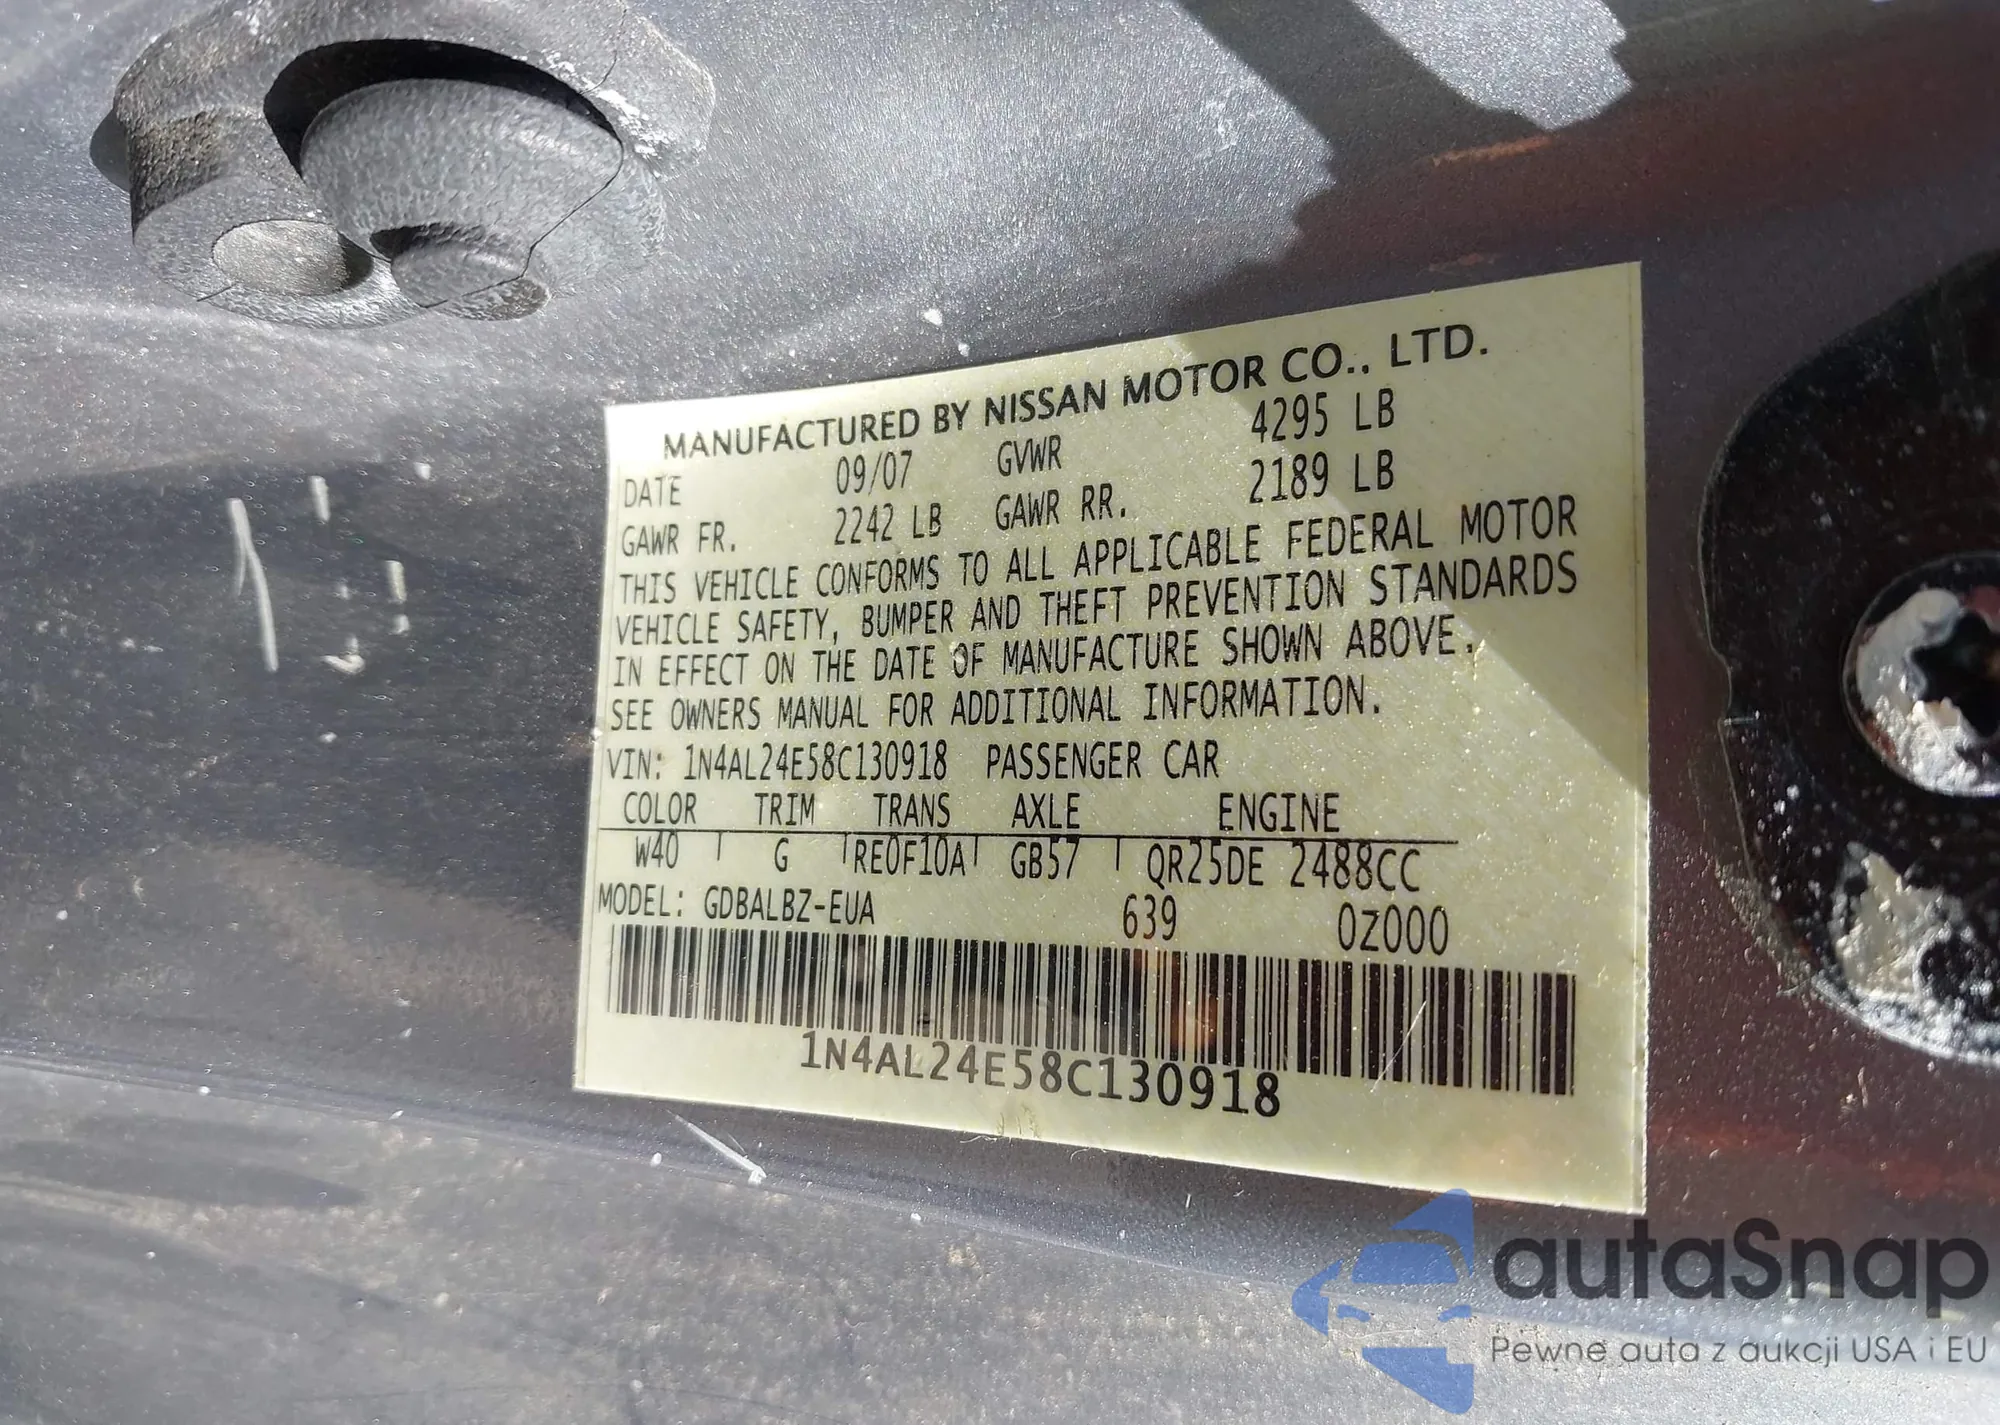 MANUFACTURED BY NISSAN MOTOR CO., LTD.
DATE 09/07 GVWR 4295 LB
GAWR FR. 2242 LB GAWR RR. 2189 LB
THIS VEHICLE CONFORMS TO ALL APPLICABLE FEDERAL MOTOR
VEHICLE SAFETY, BUMPER AND THEFT PREVENTION STANDARDS
IN EFFECT ON THE DATE OF MANUFACTURE SHOWN ABOVE.
SEE OWNERS MANUAL FOR ADDITIONAL INFORMATION.
VIN: 1N4AL24E58C130918 PASSENGER CAR
COLOR TRIM TRANS AXLE ENGINE
W40 G RE0F10A GB57 QR25DE 2488CC
MODEL: GDBALBZ-EUA 639 0Z000
1N4AL24E58C130918
autaSnap
Pewne auta z aukcji USA i EU